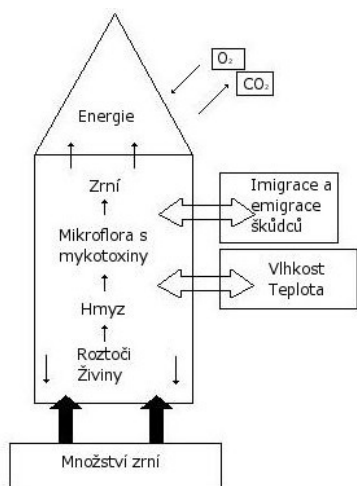 O₂
CO₂
Energie
Zrní
Imigrace a
emigrace
škůdců
Mikroflora s
mykotoxiny
Vlhkost
Teplota
Hmyz
Roztoči
Živiny
Množství zrní